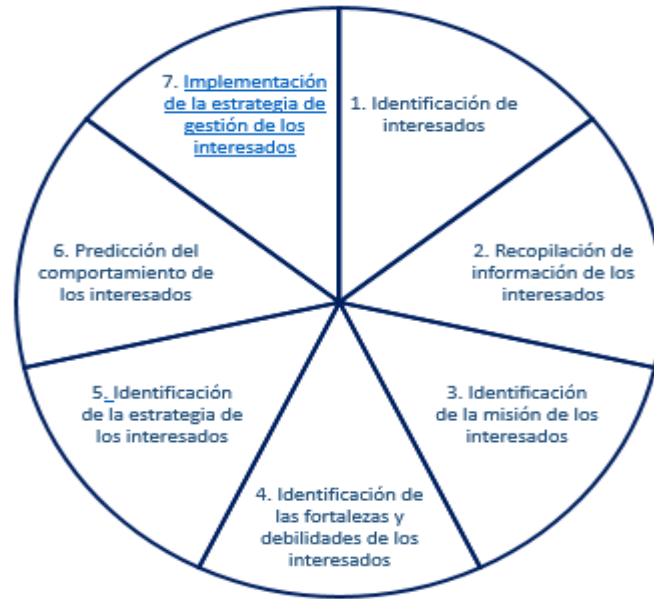 7. Implementación
de la estrategia de
gestión de los
interesados
1. Identificación de
interesados
2. Recopilación de
información de los
interesados
3. Identificación
de la misión de los
interesados
4. Identificación de
las fortalezas y
debilidades de los
interesados
5. Identificación
de la estrategia de
los interesados
6. Predicción del
comportamiento de
los interesados